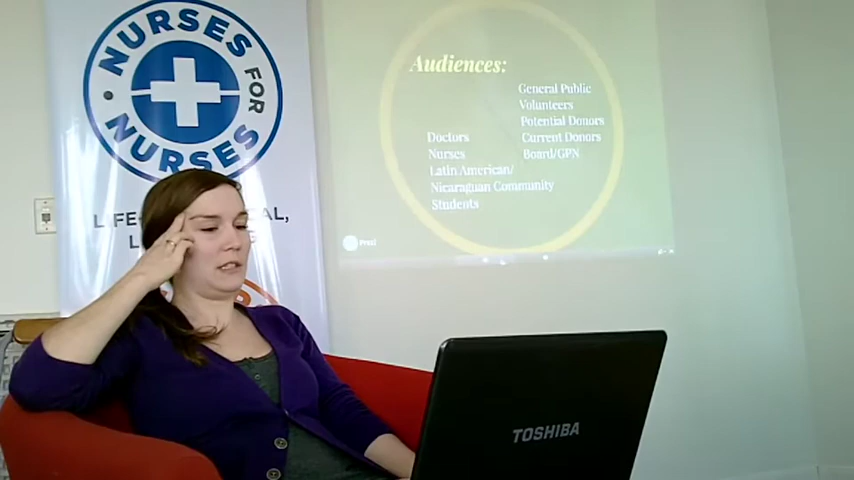 NURSES
FOR
NURSES
Audiences:
General Public
Volunteers
Potential Donors
Current Donors
Board/GPN
Doctors
Nurses
Latin American/
Nicaraguan Community
Students
Prezi
TOSHIBA